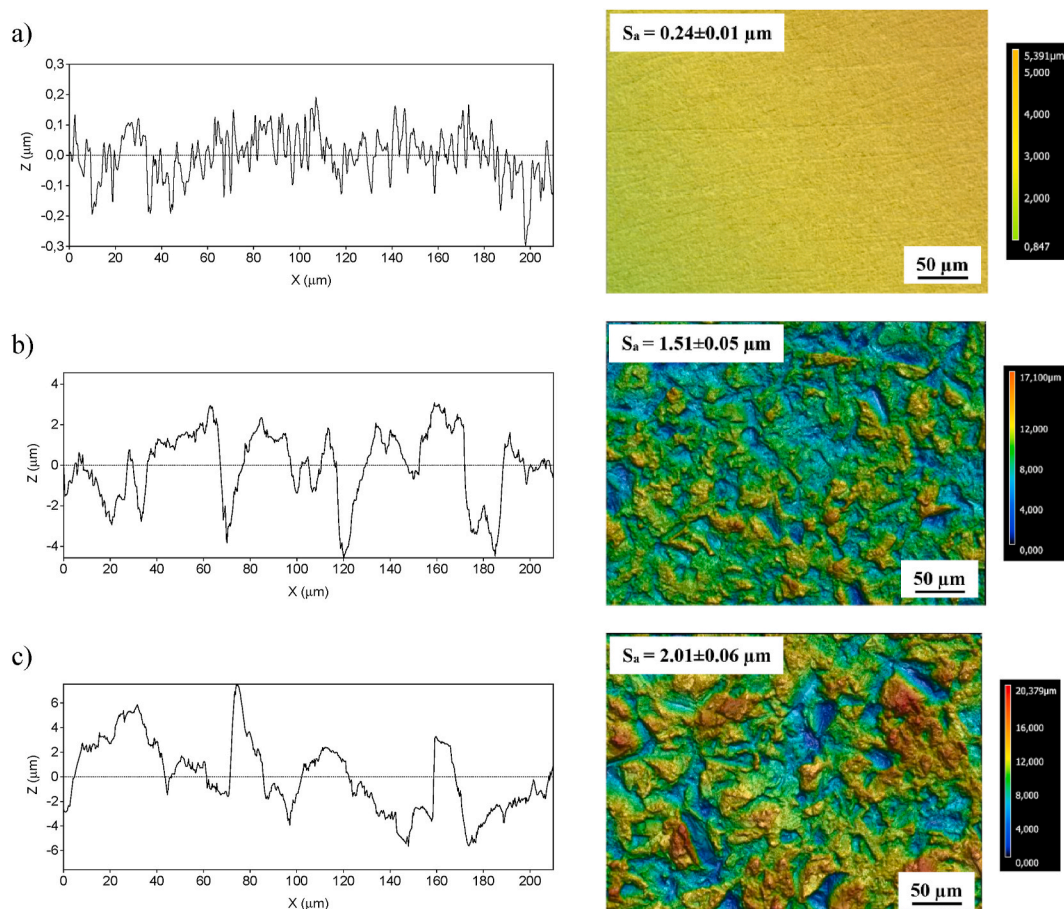 a)
0,3
0,2
0,1
0,0
-0,1
-0,2
-0,3
Z (µm)
0 20 40 60 80 100 120 140 160 180 200
X (µm)
Sa = 0.24±0.01 µm
50 µm
5,391µm
5,000
4,000
3,000
2,000
0,847
b)
4
2
0
-2
-4
Z (µm)
0 20 40 60 80 100 120 140 160 180 200
X (µm)
Sa = 1.51±0.05 µm
50 µm
17,100µm
12,000
8,000
4,000
0,000
c)
6
4
2
0
-2
-4
-6
Z (µm)
0 20 40 60 80 100 120 140 160 180 200
X (µm)
Sa = 2.01±0.06 µm
50 µm
20,379µm
16,000
12,000
8,000
4,000
0,000